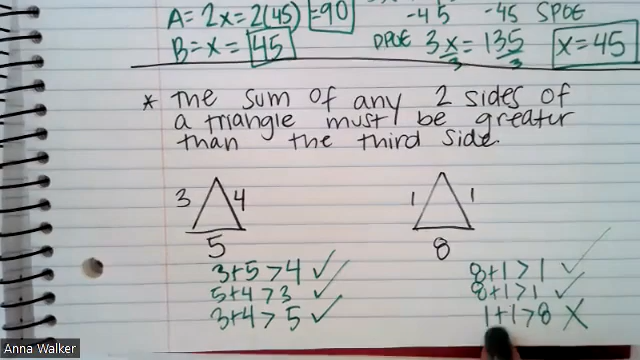 A = 2x = 2(45) = 90
-45 -45 SPOE
B = x = 45
DPOE 3x = 135 x = 45
3 3
* The sum of any 2 sides of
a triangle must be greater
than the third side.
3 4 1 1
5 8
3+5>4 ✓ 8+1>1 ✓
5+4>3 ✓ 8+1>1 ✓
3+4>5 ✓ 1+1>8 X
Anna Walker